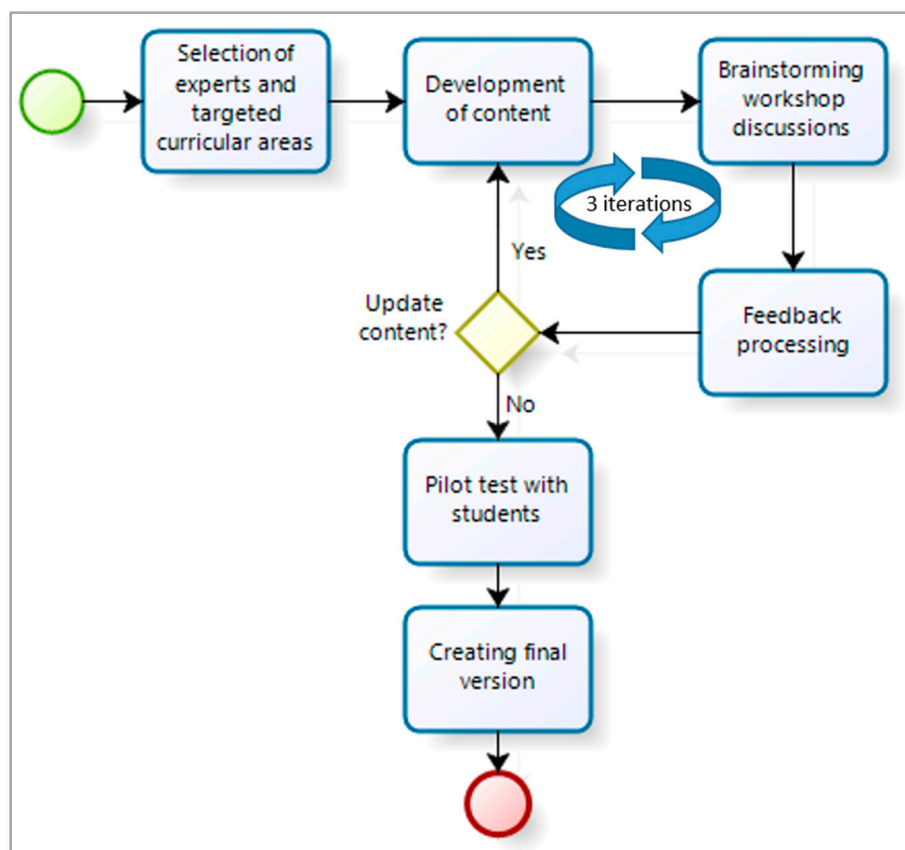 Selection of
experts and
targeted
curricular areas
Development
of content
Brainstorming
workshop
discussions
3 iterations
Yes
Update
content?
Feedback
processing
No
Pilot test with
students
Creating final
version